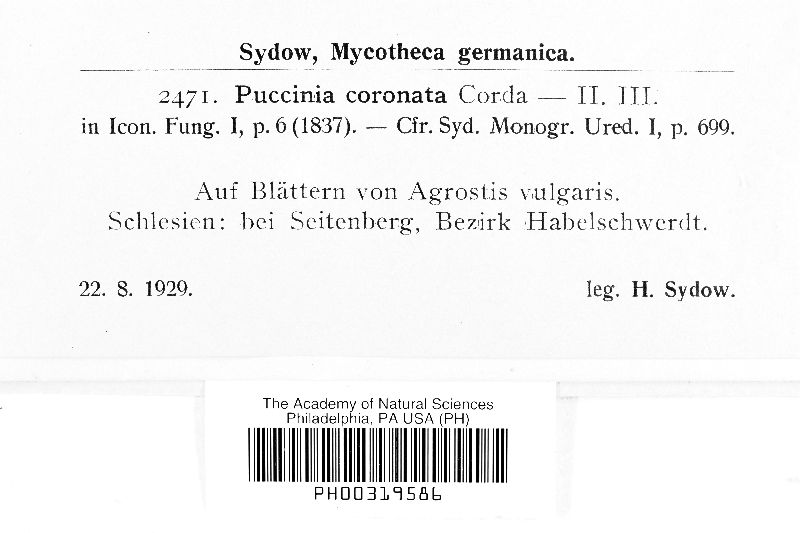 Sydow, Mycotheca germanica.
2471. Puccinia coronata Corda — II. III.
in Icon. Fung. I, p. 6 (1837). — Cfr. Syd. Monogr. Ured. I, p. 699.
Auf Blättern von Agrostis vulgaris.
Schlesien: bei Seitenberg, Bezirk Habelschwerdt.
22. 8. 1929. leg. H. Sydow.
The Academy of Natural Sciences
Philadelphia, PA USA (PH)
PH00319586